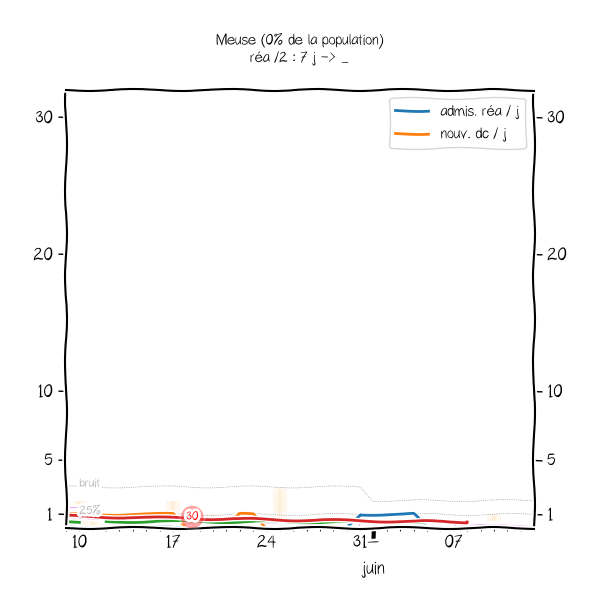 Meuse (0% de la population)
réa /2 : 7 j -> _
admis. réa / j
nouv. dc / j
30
30
20
20
10
10
5
5
bruit
25%
1
1
30
10
17
24
31
07
juin